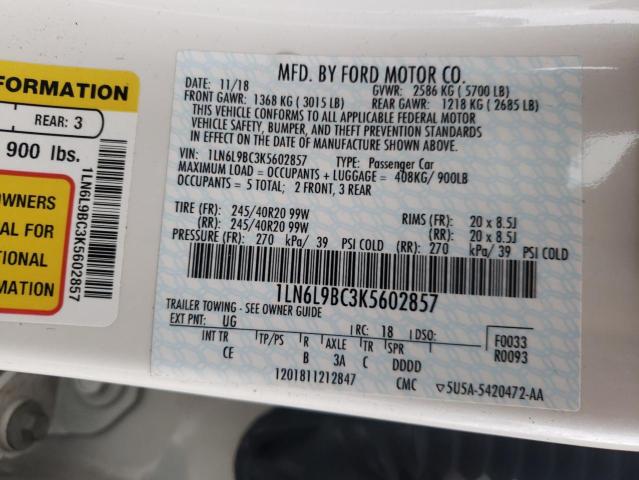 FORMATION
REAR: 3
900 lbs.
OWNERS
AL FOR
TIONAL
MATION
1LN6L9BC3K5602857
MFD. BY FORD MOTOR CO.
DATE: 11/18 GVWR: 2586 KG ( 5700 LB)
FRONT GAWR: 1368 KG ( 3015 LB) REAR GAWR: 1218 KG ( 2685 LB)
THIS VEHICLE CONFORMS TO ALL APPLICABLE FEDERAL MOTOR
VEHICLE SAFETY, BUMPER, AND THEFT PREVENTION STANDARDS
IN EFFECT ON THE DATE OF MANUFACTURE SHOWN ABOVE.
VIN: 1LN6L9BC3K5602857 TYPE: Passenger Car
MAXIMUM LOAD = OCCUPANTS + LUGGAGE = 408KG/ 900LB
OCCUPANTS = 5 TOTAL; 2 FRONT, 3 REAR
TIRE (FR): 245/40R20 99W RIMS (FR): 20 x 8.5J
(RR): 245/40R20 99W (RR): 20 x 8.5J
PRESSURE (FR): 270 kPa/ 39 PSI COLD (RR): 270 kPa/ 39 PSI COLD
1LN6L9BC3K5602857
TRAILER TOWING - SEE OWNER GUIDE
EXT PNT: UG RC: 18 DSO: F0033
INT TR TP/PS R AXLE TR SPR R0093
CE B 3A C DDDD
1201811212847 CMC ▽5U5A-5420472-AA